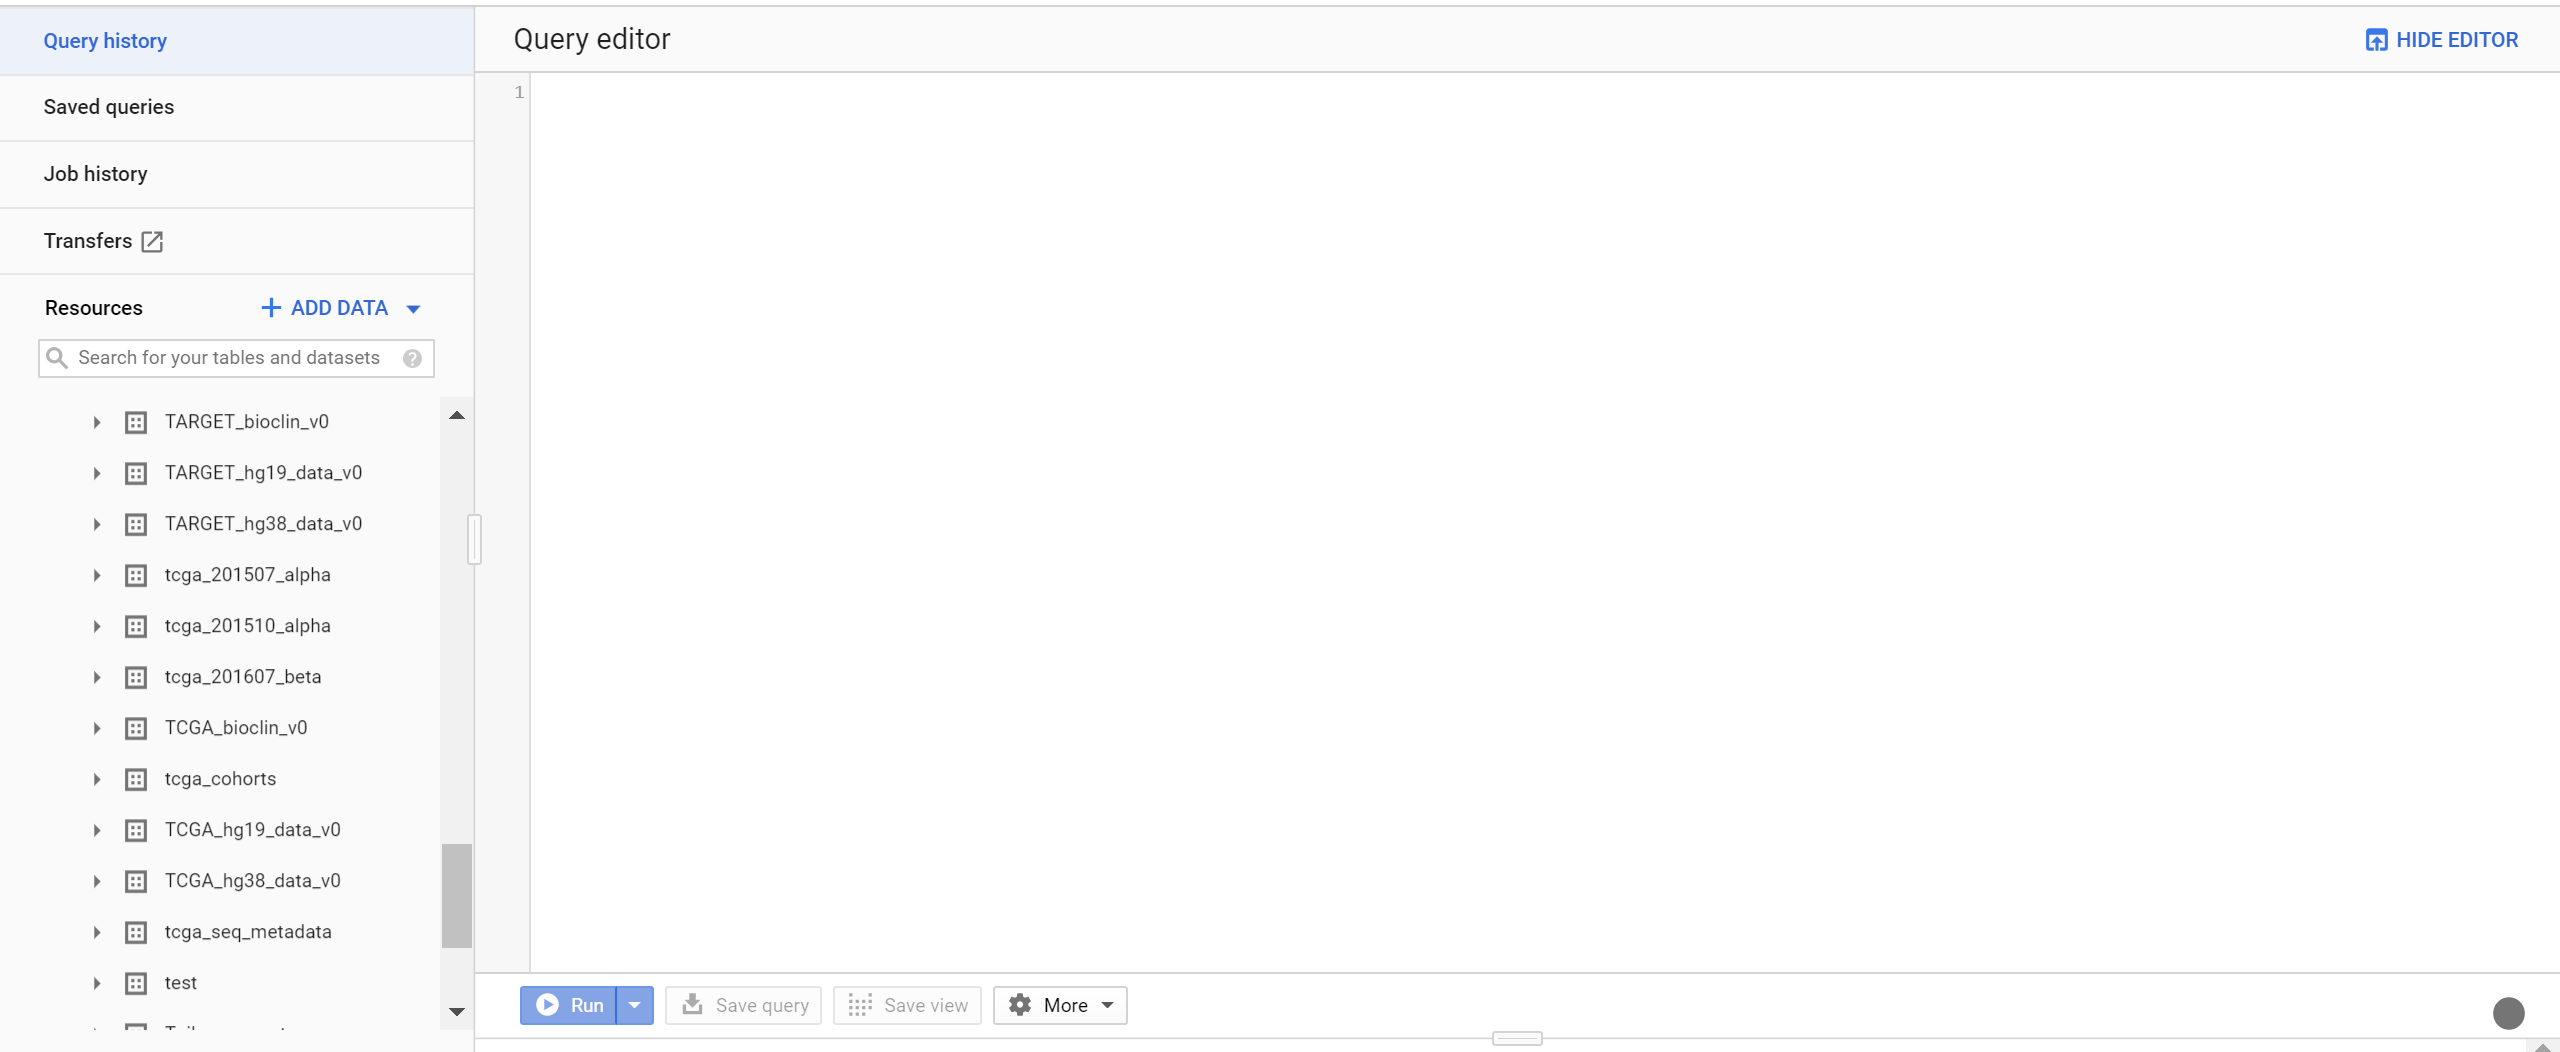 Query history
Saved queries
Job history
Transfers
Resources
ADD DATA
Search for your tables and datasets
TARGET_bioclin_v0
TARGET_hg19_data_v0
TARGET_hg38_data_v0
tcga_201507_alpha
tcga_201510_alpha
tcga_201607_beta
TCGA_bioclin_v0
tcga_cohorts
TCGA_hg19_data_v0
TCGA_hg38_data_v0
tcga_seq_metadata
test
Query editor
HIDE EDITOR
1
Run
Save query
Save view
More